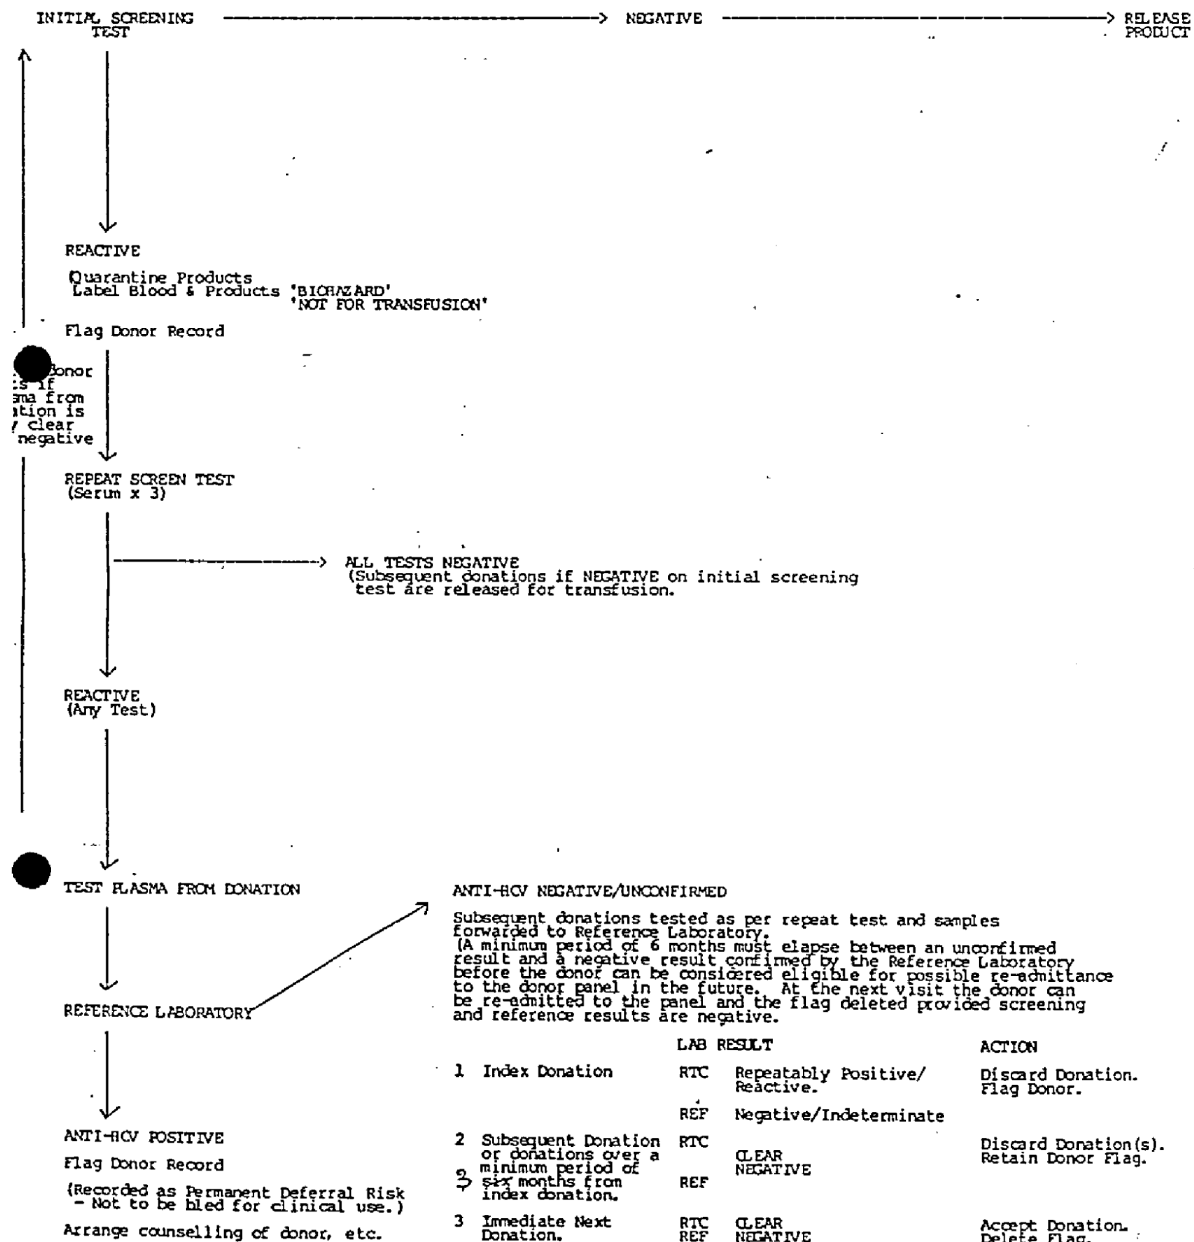 INITIAL SCREENING TEST NEGATIVE RELEASE PRODUCT
REACTIVE
Quarantine Products
Label Blood & Products 'BIOHAZARD'
'NOT FOR TRANSFUSION'
Flag Donor Record
donor
if
from
is
clear
negative
REPEAT SCREEN TEST
(Serum x 3)
ALL TESTS NEGATIVE
(Subsequent donations if NEGATIVE on initial screening
test are released for transfusion.
REACTIVE
(Any Test)
TEST PLASMA FROM DONATION
REFERENCE LABORATORY
ANTI-HCV POSITIVE
Flag Donor Record
(Recorded as Permanent Deferral Risk
- Not to be bled for clinical use.)
Arrange counselling of donor, etc.
ANTI-HCV NEGATIVE/UNCONFIRMED
Subsequent donations tested as per repeat test and samples
forwarded to Reference Laboratory.
(A minimum period of 6 months must elapse between an unconfirmed
result and a negative result confirmed by the Reference Laboratory
before the donor can be considered eligible for possible re-admittance
to the donor panel in the future. At the next visit the donor can
be re-admitted to the panel and the flag deleted provided screening
and reference results are negative.
LAB RESULT ACTION
1 Index Donation RTC Repeatably Positive/ Discard Donation.
Reactive. Flag Donor.
REF Negative/Indeterminate
2 Subsequent Donation RTC Discard Donation(s).
or donations over a CLEAR Retain Donor Flag.
minimum period of NEGATIVE
3 six months from REF
index donation.
3 Immediate Next RTC CLEAR Accept Donation.
Donation. REF NEGATIVE Delete Flag.